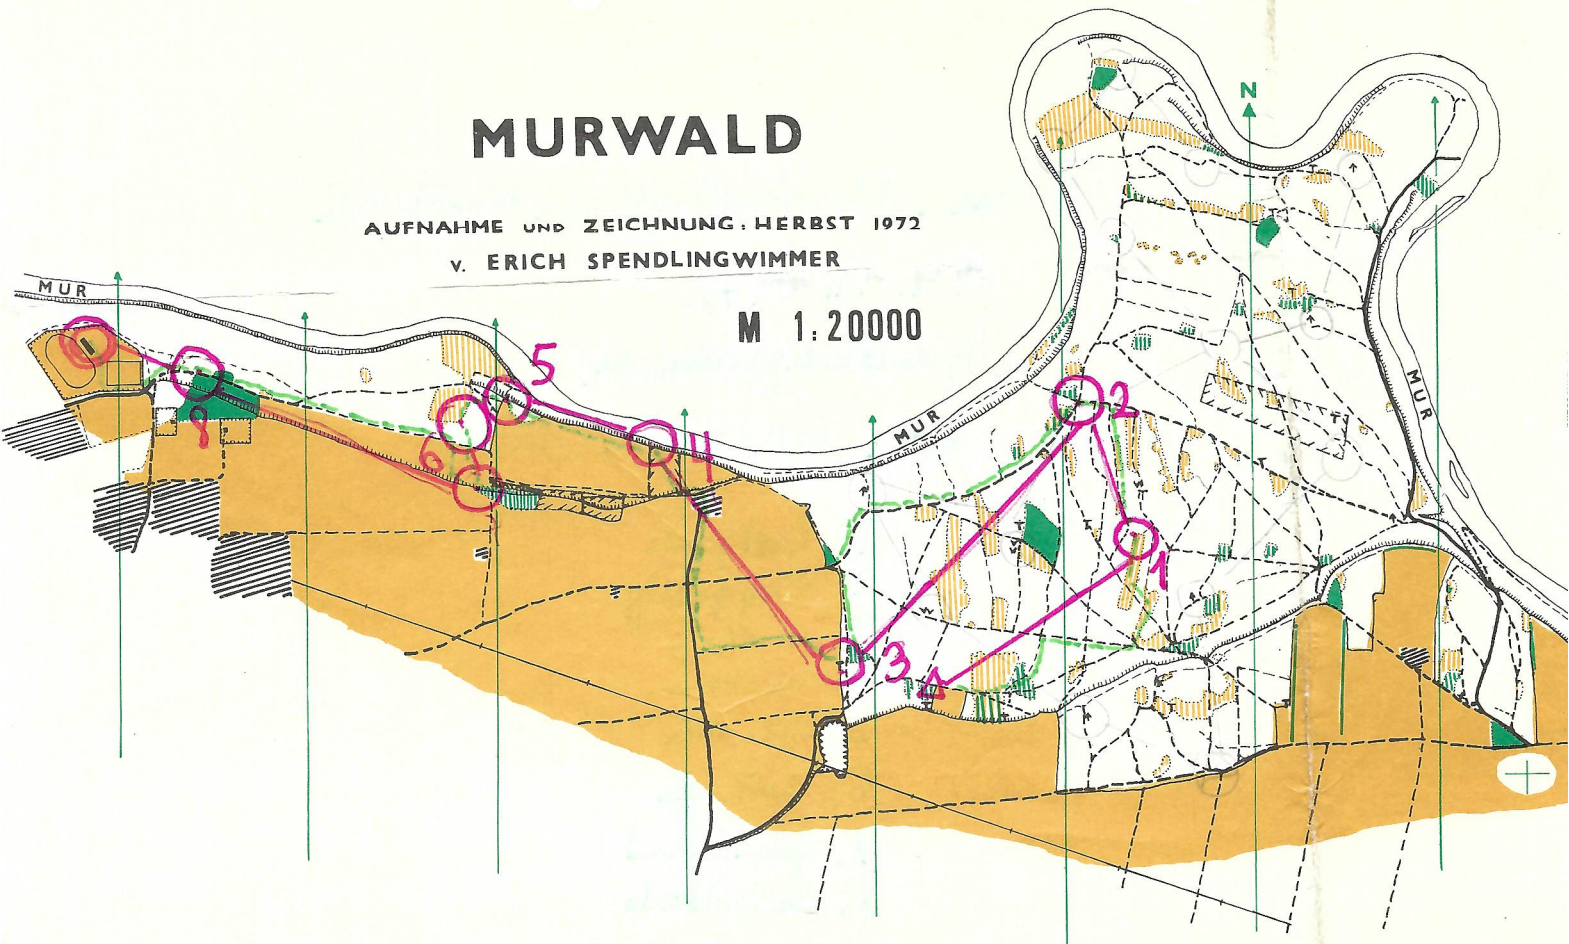 MURWALD
AUFNAHME UND ZEICHNUNG: HERBST 1972
v. ERICH SPENDLINGWIMMER
M 1:20000
N
MUR
MUR
MUR
5
4
2
1
3
6
8